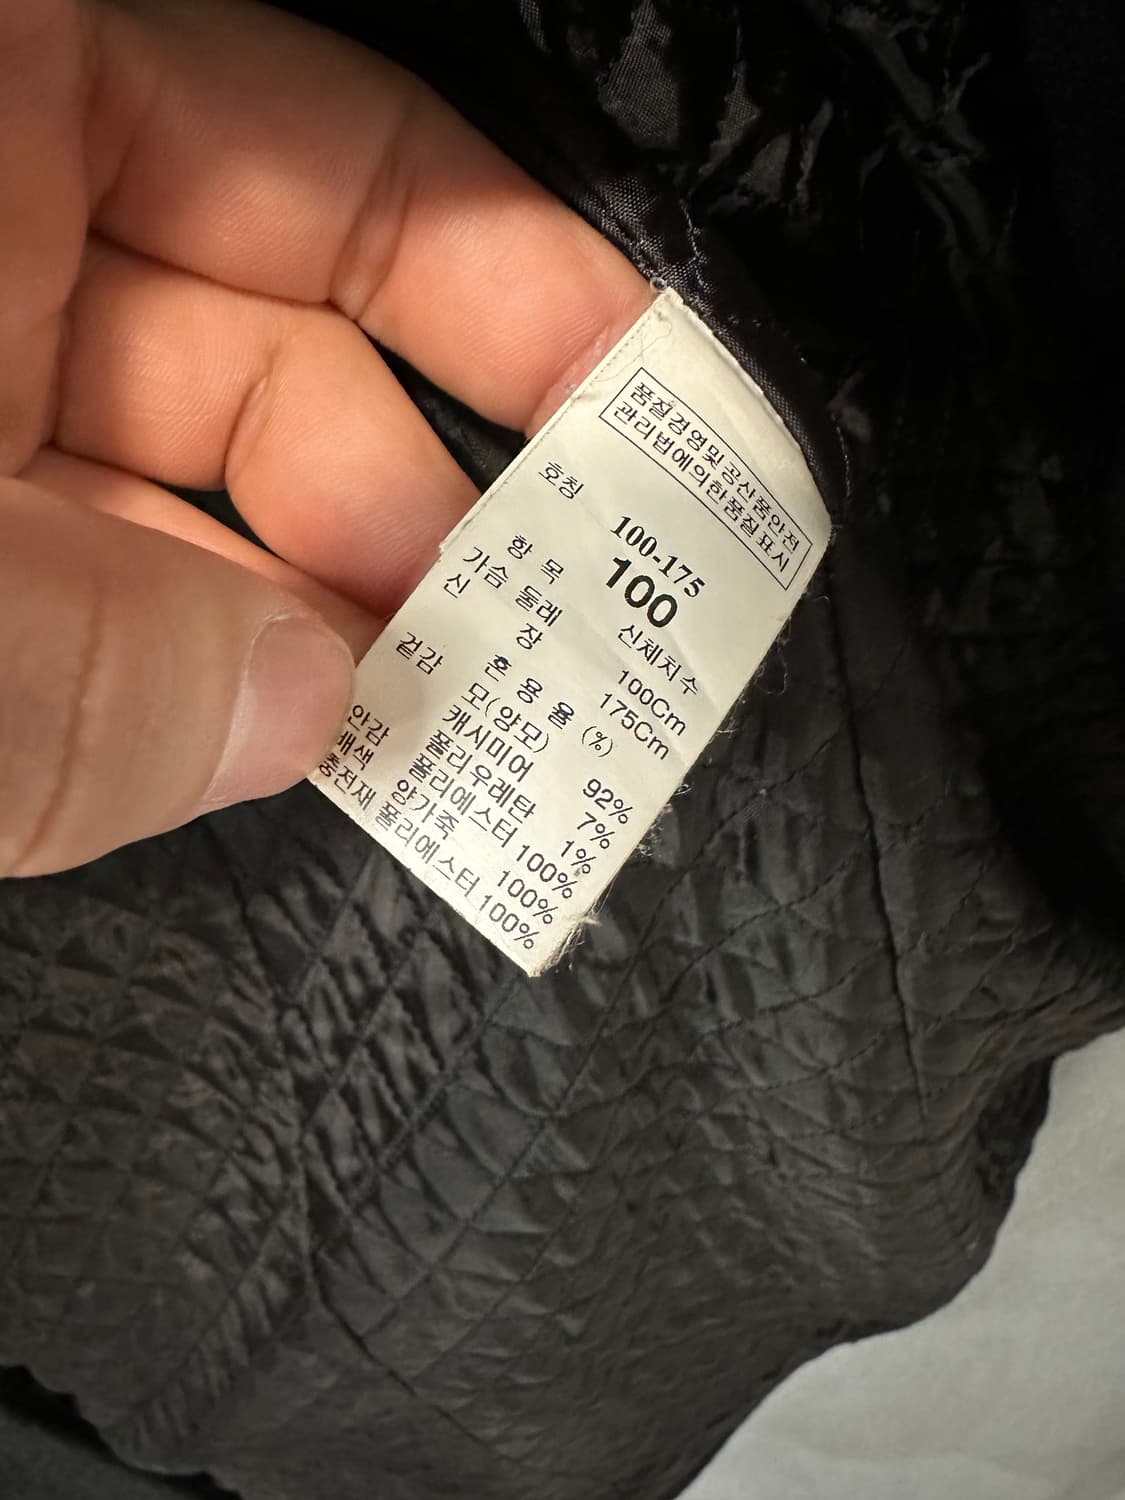 품질경영및공산품안전
관리법에의한품질표시
호칭
100-175
100
항 목 신체치수
가슴 둘레 100Cm
신 장 175Cm
혼 용 율 (%)
겉감 모(양모) 92%
캐시미어 7%
폴리우레탄 1%
안감 폴리에스터 100%
배색 양가죽 100%
충전재 폴리에스터 100%